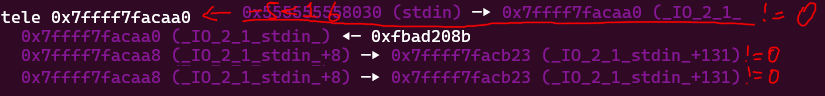 tele 0x7ffff7facaa0 ← 0x555555558030 (stdin) → 0x7ffff7facaa0 (_IO_2_1_ != 0
0x7ffff7facaa0 (_IO_2_1_stdin_) ← 0xfbad208b
0x7ffff7facaa8 (_IO_2_1_stdin_+8) → 0x7ffff7facb23 (_IO_2_1_stdin_+131) !=0
0x7ffff7facaa8 (_IO_2_1_stdin_+8) → 0x7ffff7facb23 (_IO_2_1_stdin_+131) !=0